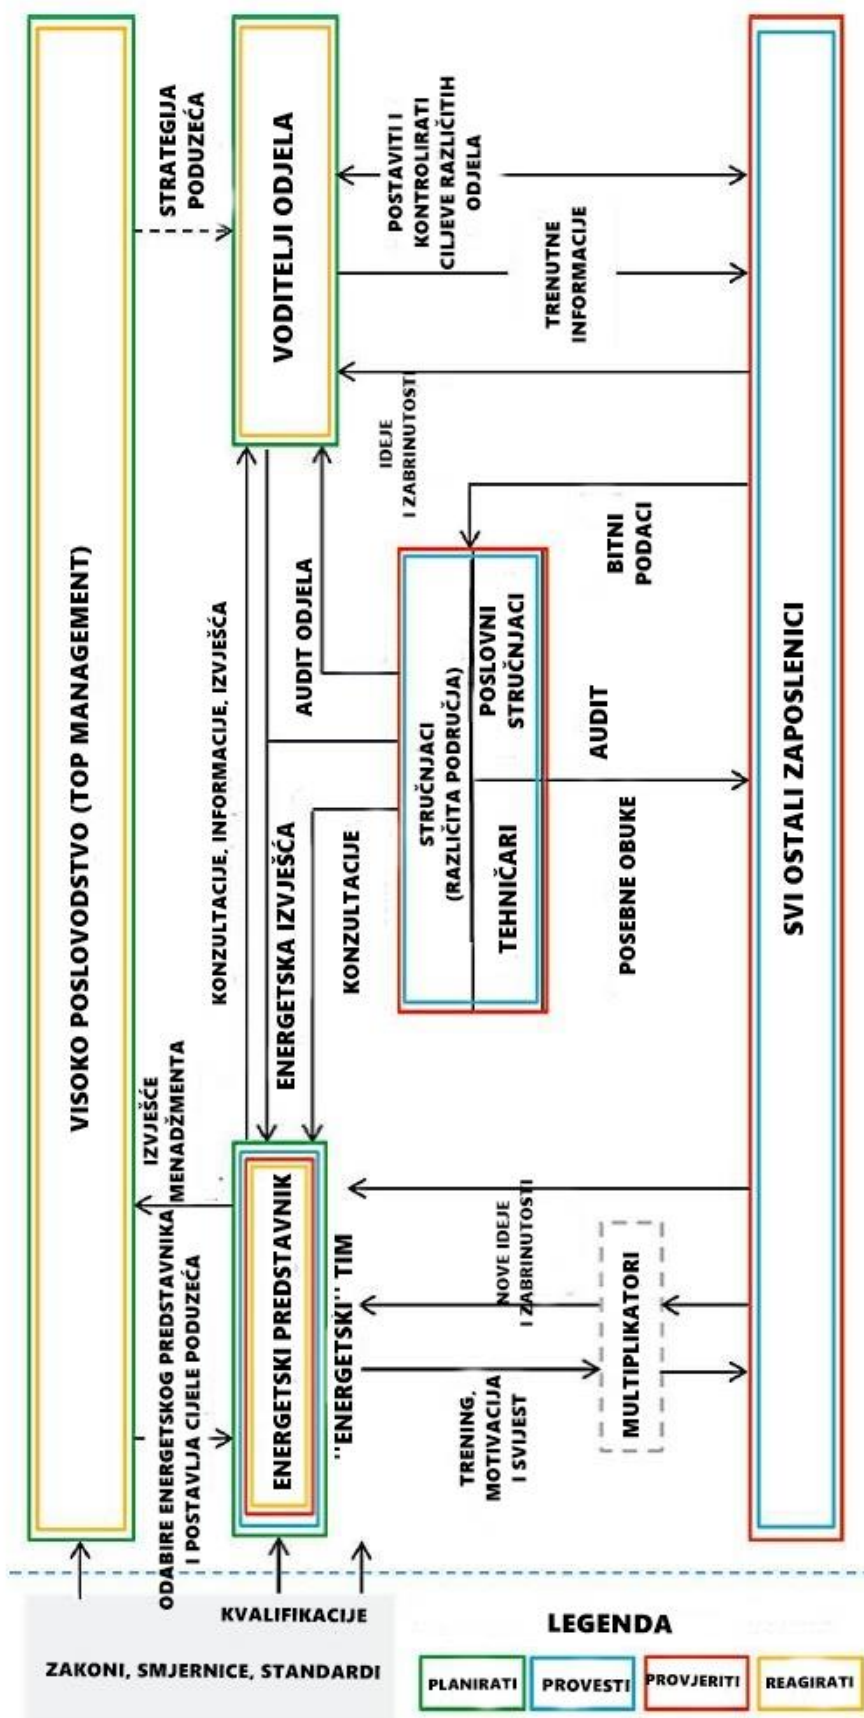 VISOKO POSLOVODSTVO (TOP MANAGEMENT)
STRATEGIJA
PODUZEĆA
VODITELJI ODJELA
POSTAVITI I
KONTROLIRATI
CILJEVE RAZLIČITIH
ODJELA
TRENUTNE
INFORMACIJE
IDEJE
I ZABRINUTOSTI
KONZULTACIJE, INFORMACIJE, IZVJEŠĆA
AUDIT ODJELA
ENERGETSKA IZVJEŠĆA
KONZULTACIJE
STRUČNJACI
(RAZLIČITA PODRUČJA)
POSLOVNI
STRUČNJACI
TEHNIČARI
BITNI
PODACI
AUDIT
POSEBNE OBUKE
SVI OSTALI ZAPOSLENICI
IZVJEŠĆE
MENADŽMENTA
ODABIRE ENERGETSKOG PREDSTAVNIKA
I POSTAVLJA CIJELE PODUZEĆA
ENERGETSKI PREDSTAVNIK
"ENERGETSKI" TIM
NOVE IDEJE
I ZABRINUTOSTI
TRENING,
MOTIVACIJA
I SVIJEST
MULTIPLIKATORI
KVALIFIKACIJE
ZAKONI, SMJERNICE, STANDARDI
LEGENDA
PLANIRATI
PROVESTI
PROVJERITI
REAGIRATI